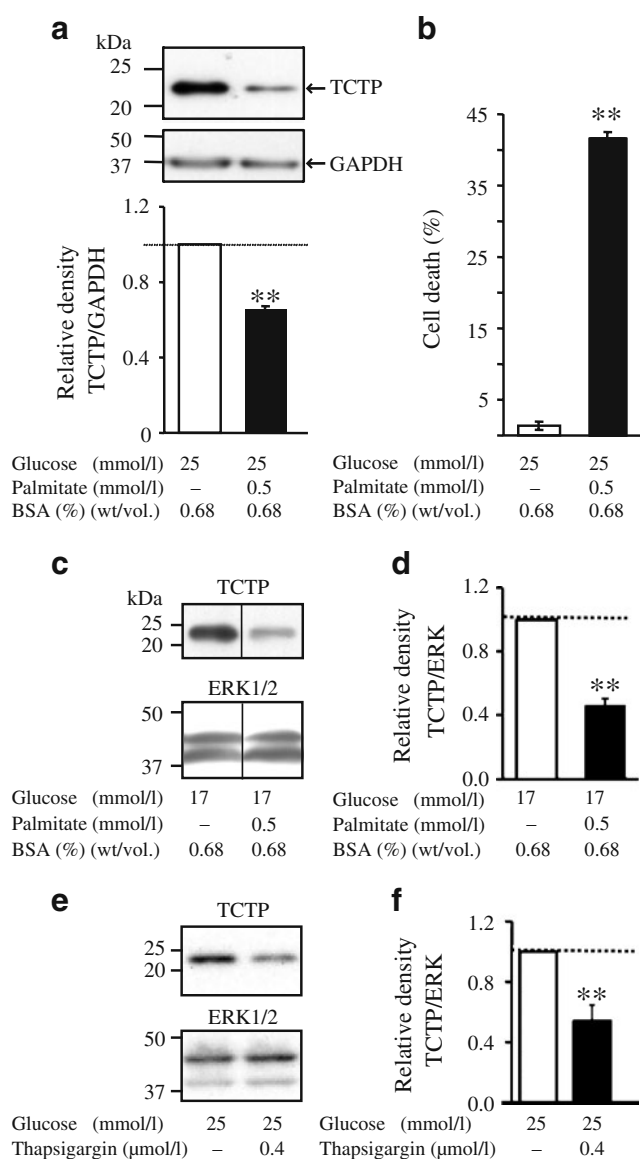 a
kDa
25
20
← TCTP
50
37
← GAPDH
Relative density
TCTP/GAPDH
1.2
0.8
0.4
0
**
Glucose (mmol/l) 25 25
Palmitate (mmol/l) – 0.5
BSA (%) (wt/vol.) 0.68 0.68
b
Cell death (%)
45
35
25
15
5
**
Glucose (mmol/l) 25 25
Palmitate (mmol/l) – 0.5
BSA (%) (wt/vol.) 0.68 0.68
c
TCTP
kDa
25
20
ERK1/2
50
37
Glucose (mmol/l) 17 17
Palmitate (mmol/l) – 0.5
BSA (%) (wt/vol.) 0.68 0.68
d
Relative density
TCTP/ERK
1.2
0.8
0.4
0.0
**
Glucose (mmol/l) 17 17
Palmitate (mmol/l) – 0.5
BSA (%) (wt/vol.) 0.68 0.68
e
TCTP
25
20
ERK1/2
50
37
Glucose (mmol/l) 25 25
Thapsigargin (μmol/l) – 0.4
f
Relative density
TCTP/ERK
1.2
0.8
0.4
0.0
**
Glucose (mmol/l) 25 25
Thapsigargin (μmol/l) – 0.4